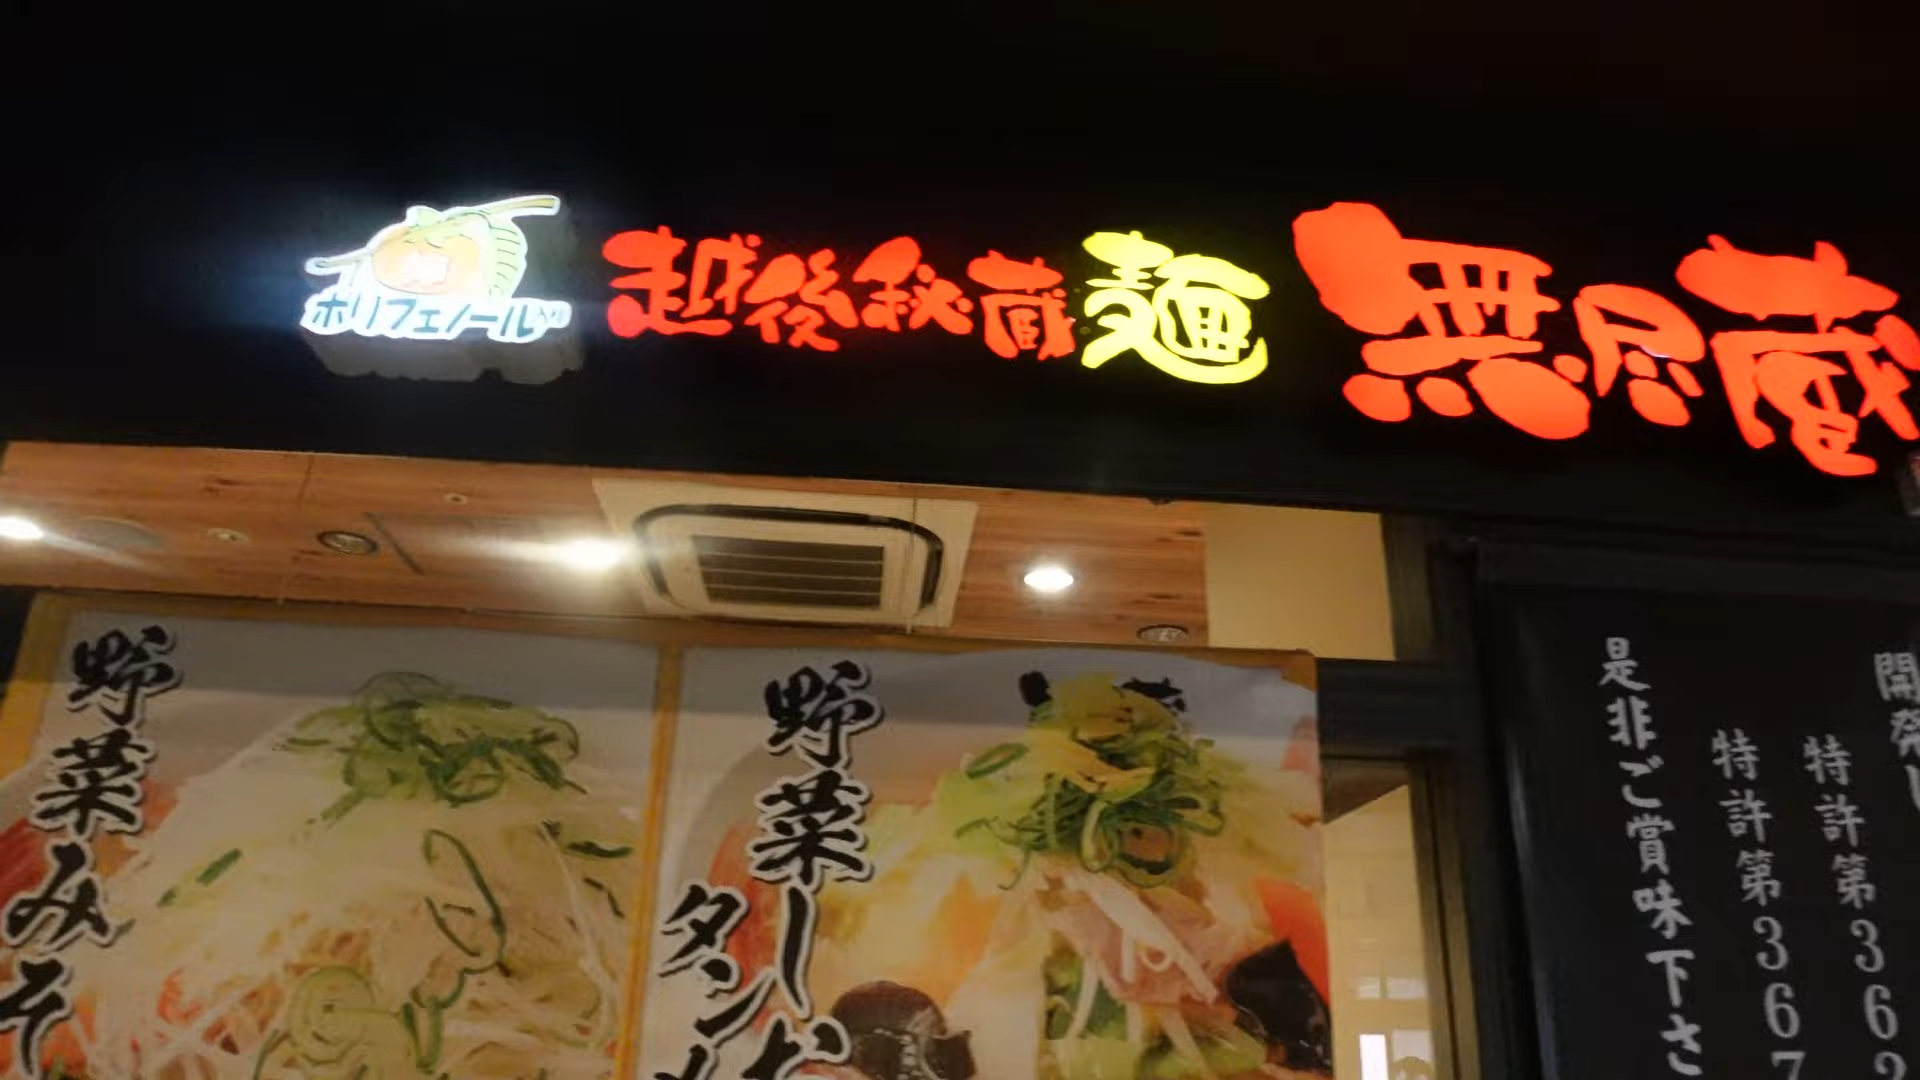 ポリフェノール
越後秘蔵麺 無尽蔵
野菜みそ
野菜しお
タンメ
開発し
特許第362
特許第367
是非ご賞味下さ